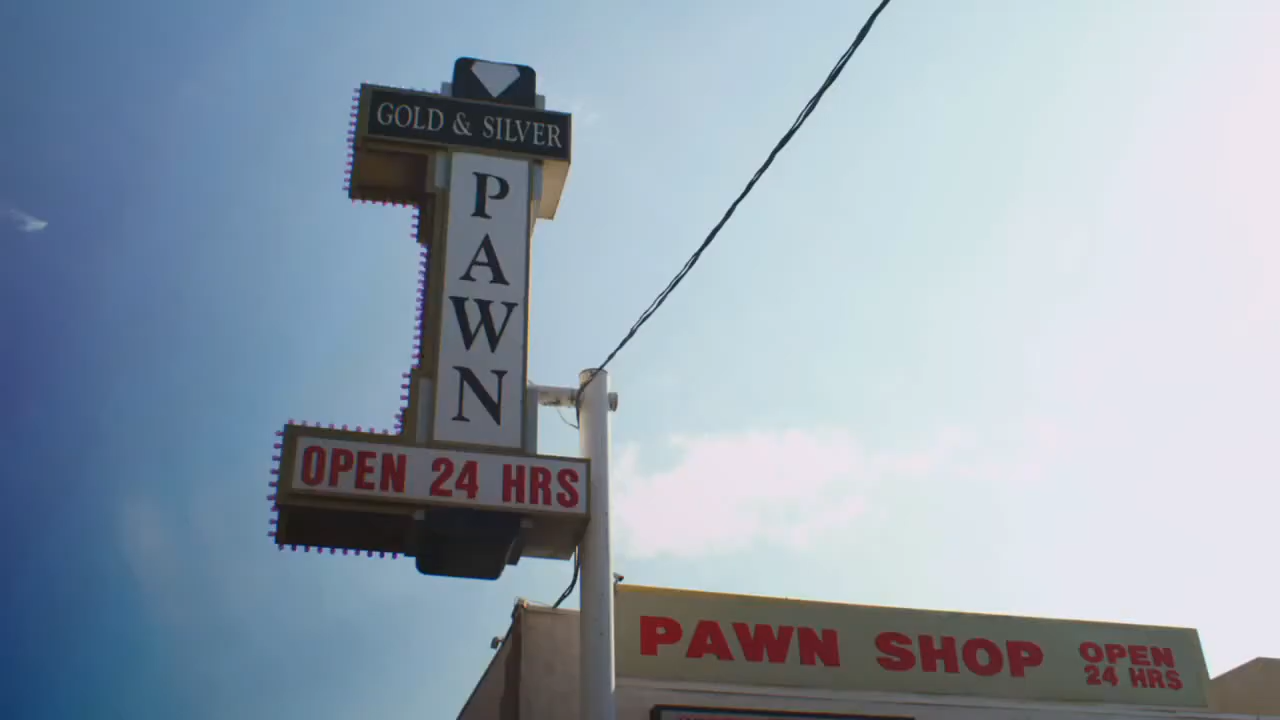 GOLD & SILVER
PAWN
OPEN 24 HRS
PAWN SHOP
OPEN
24 HRS